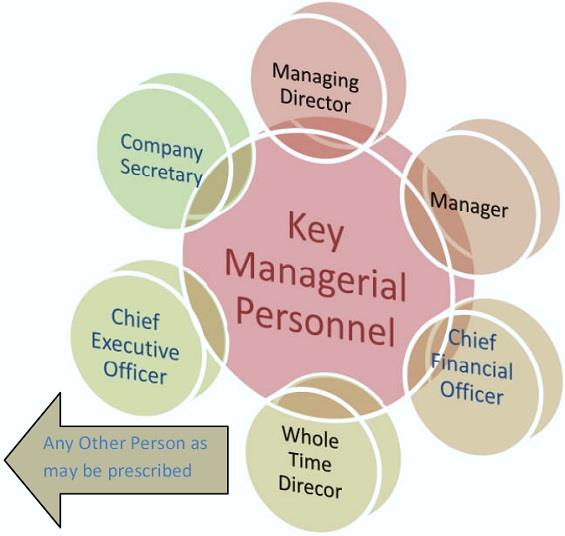 Managing
Director
Company
Secretary
Manager
Key
Managerial
Personnel
Chief
Executive
Officer
Chief
Financial
Officer
Whole
Time
Direcor
Any Other Person as
may be prescribed